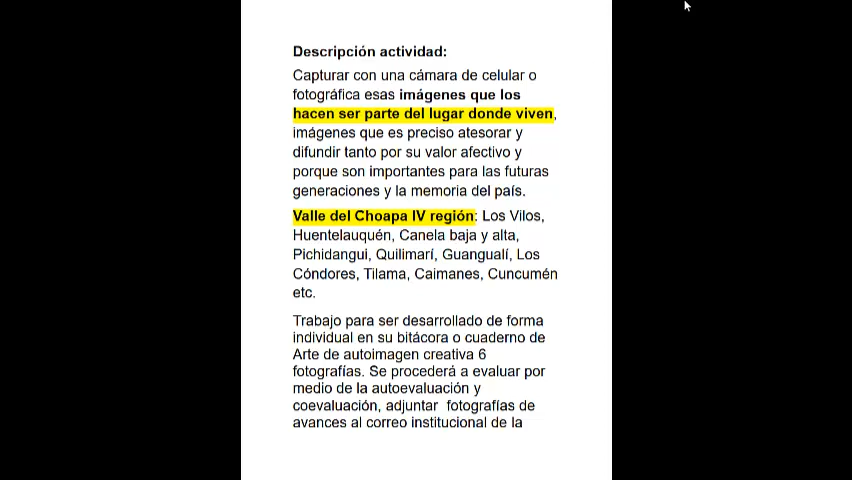 Descripción actividad:
Capturar con una cámara de celular o
fotográfica esas imágenes que los
hacen ser parte del lugar donde viven,
imágenes que es preciso atesorar y
difundir tanto por su valor afectivo y
porque son importantes para las futuras
generaciones y la memoria del país.
Valle del Choapa IV región: Los Vilos,
Huentelauquén, Canela baja y alta,
Pichidangui, Quilimarí, Guangualí, Los
Cóndores, Tilama, Caimanes, Cuncumén
etc.
Trabajo para ser desarrollado de forma
individual en su bitácora o cuaderno de
Arte de autoimagen creativa 6
fotografías. Se procederá a evaluar por
medio de la autoevaluación y
coevaluación, adjuntar  fotografías de
avances al correo institucional de la